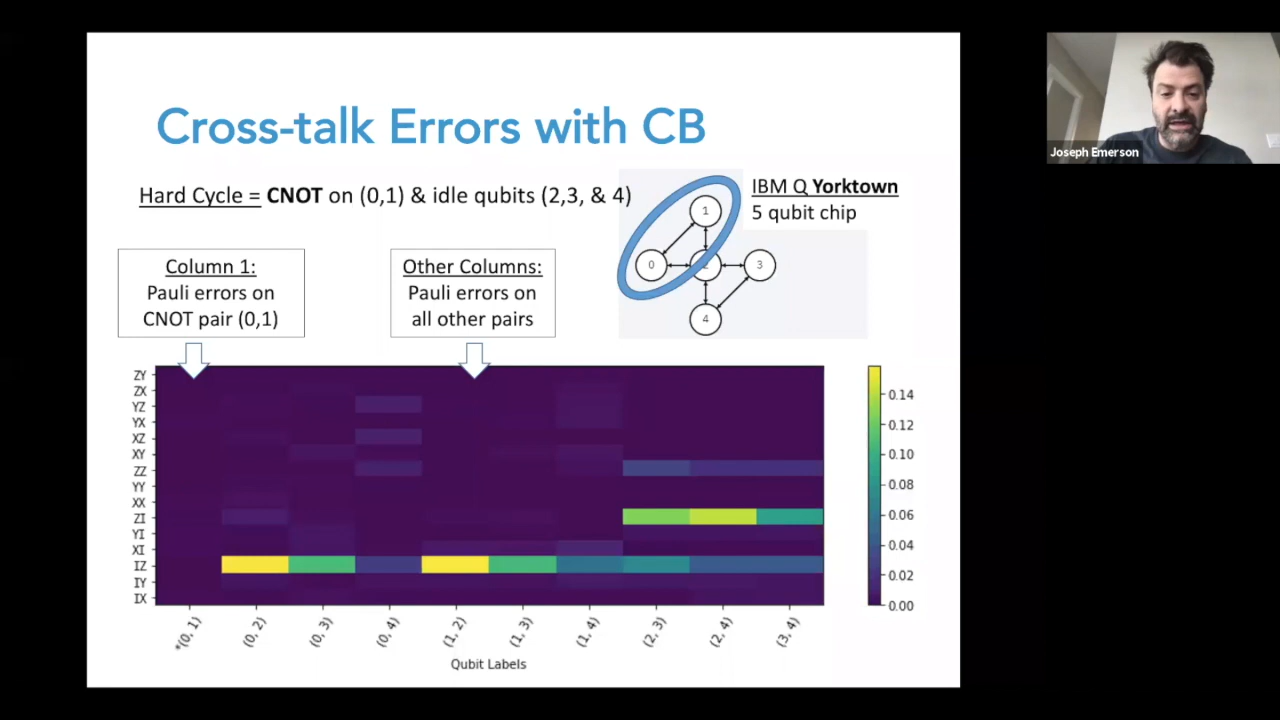 Cross-talk Errors with CB
Joseph Emerson
Hard Cycle = CNOT on (0,1) & idle qubits (2,3, & 4)
IBM Q Yorktown
5 qubit chip
1
0
3
4
Column 1:
Pauli errors on
CNOT pair (0,1)
Other Columns:
Pauli errors on
all other pairs
ZY
ZX
YZ
YX
XZ
XY
ZZ
YY
XX
ZI
YI
XI
IZ
IY
IX
0.14
0.12
0.10
0.08
0.06
0.04
0.02
0.00
*(0, 1)
(0, 2)
(0, 3)
(0, 4)
(1, 2)
(1, 3)
(1, 4)
(2, 3)
(2, 4)
(3, 4)
Qubit Labels